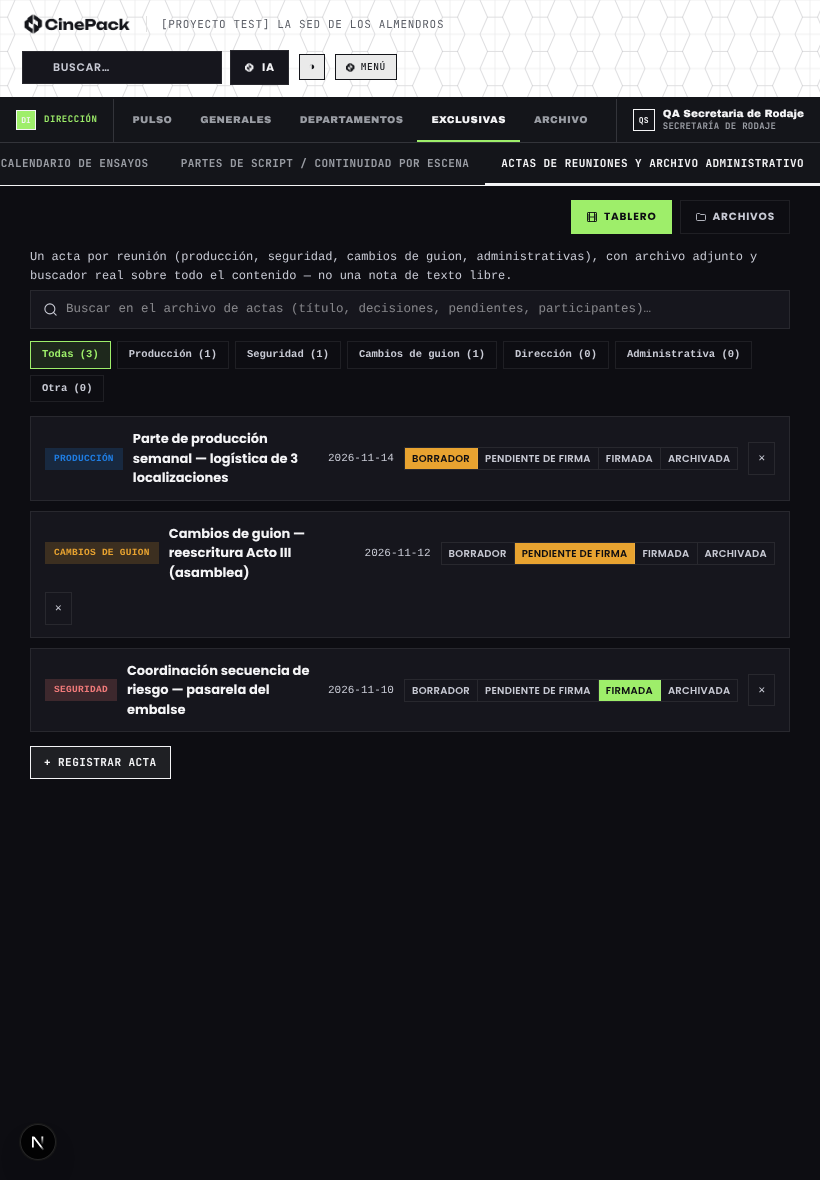 CinePack
[PROYECTO TEST] LA SED DE LOS ALMENDROS
BUSCAR…
IA
MENÚ
DI
DIRECCIÓN
PULSO
GENERALES
DEPARTAMENTOS
EXCLUSIVAS
ARCHIVO
QS
QA Secretaria de Rodaje
SECRETARÍA DE RODAJE
CALENDARIO DE ENSAYOS
PARTES DE SCRIPT / CONTINUIDAD POR ESCENA
ACTAS DE REUNIONES Y ARCHIVO ADMINISTRATIVO
TABLERO
ARCHIVOS
Un acta por reunión (producción, seguridad, cambios de guion, administrativas), con archivo adjunto y
buscador real sobre todo el contenido — no una nota de texto libre.
Buscar en el archivo de actas (título, decisiones, pendientes, participantes)…
Todas (3)
Producción (1)
Seguridad (1)
Cambios de guion (1)
Dirección (0)
Administrativa (0)
Otra (0)
PRODUCCIÓN
Parte de producción
semanal — logística de 3
localizaciones
2026-11-14
BORRADOR
PENDIENTE DE FIRMA
FIRMADA
ARCHIVADA
×
CAMBIOS DE GUION
Cambios de guion —
reescritura Acto III
(asamblea)
2026-11-12
BORRADOR
PENDIENTE DE FIRMA
FIRMADA
ARCHIVADA
×
SEGURIDAD
Coordinación secuencia de
riesgo — pasarela del
embalse
2026-11-10
BORRADOR
PENDIENTE DE FIRMA
FIRMADA
ARCHIVADA
×
+ REGISTRAR ACTA
N